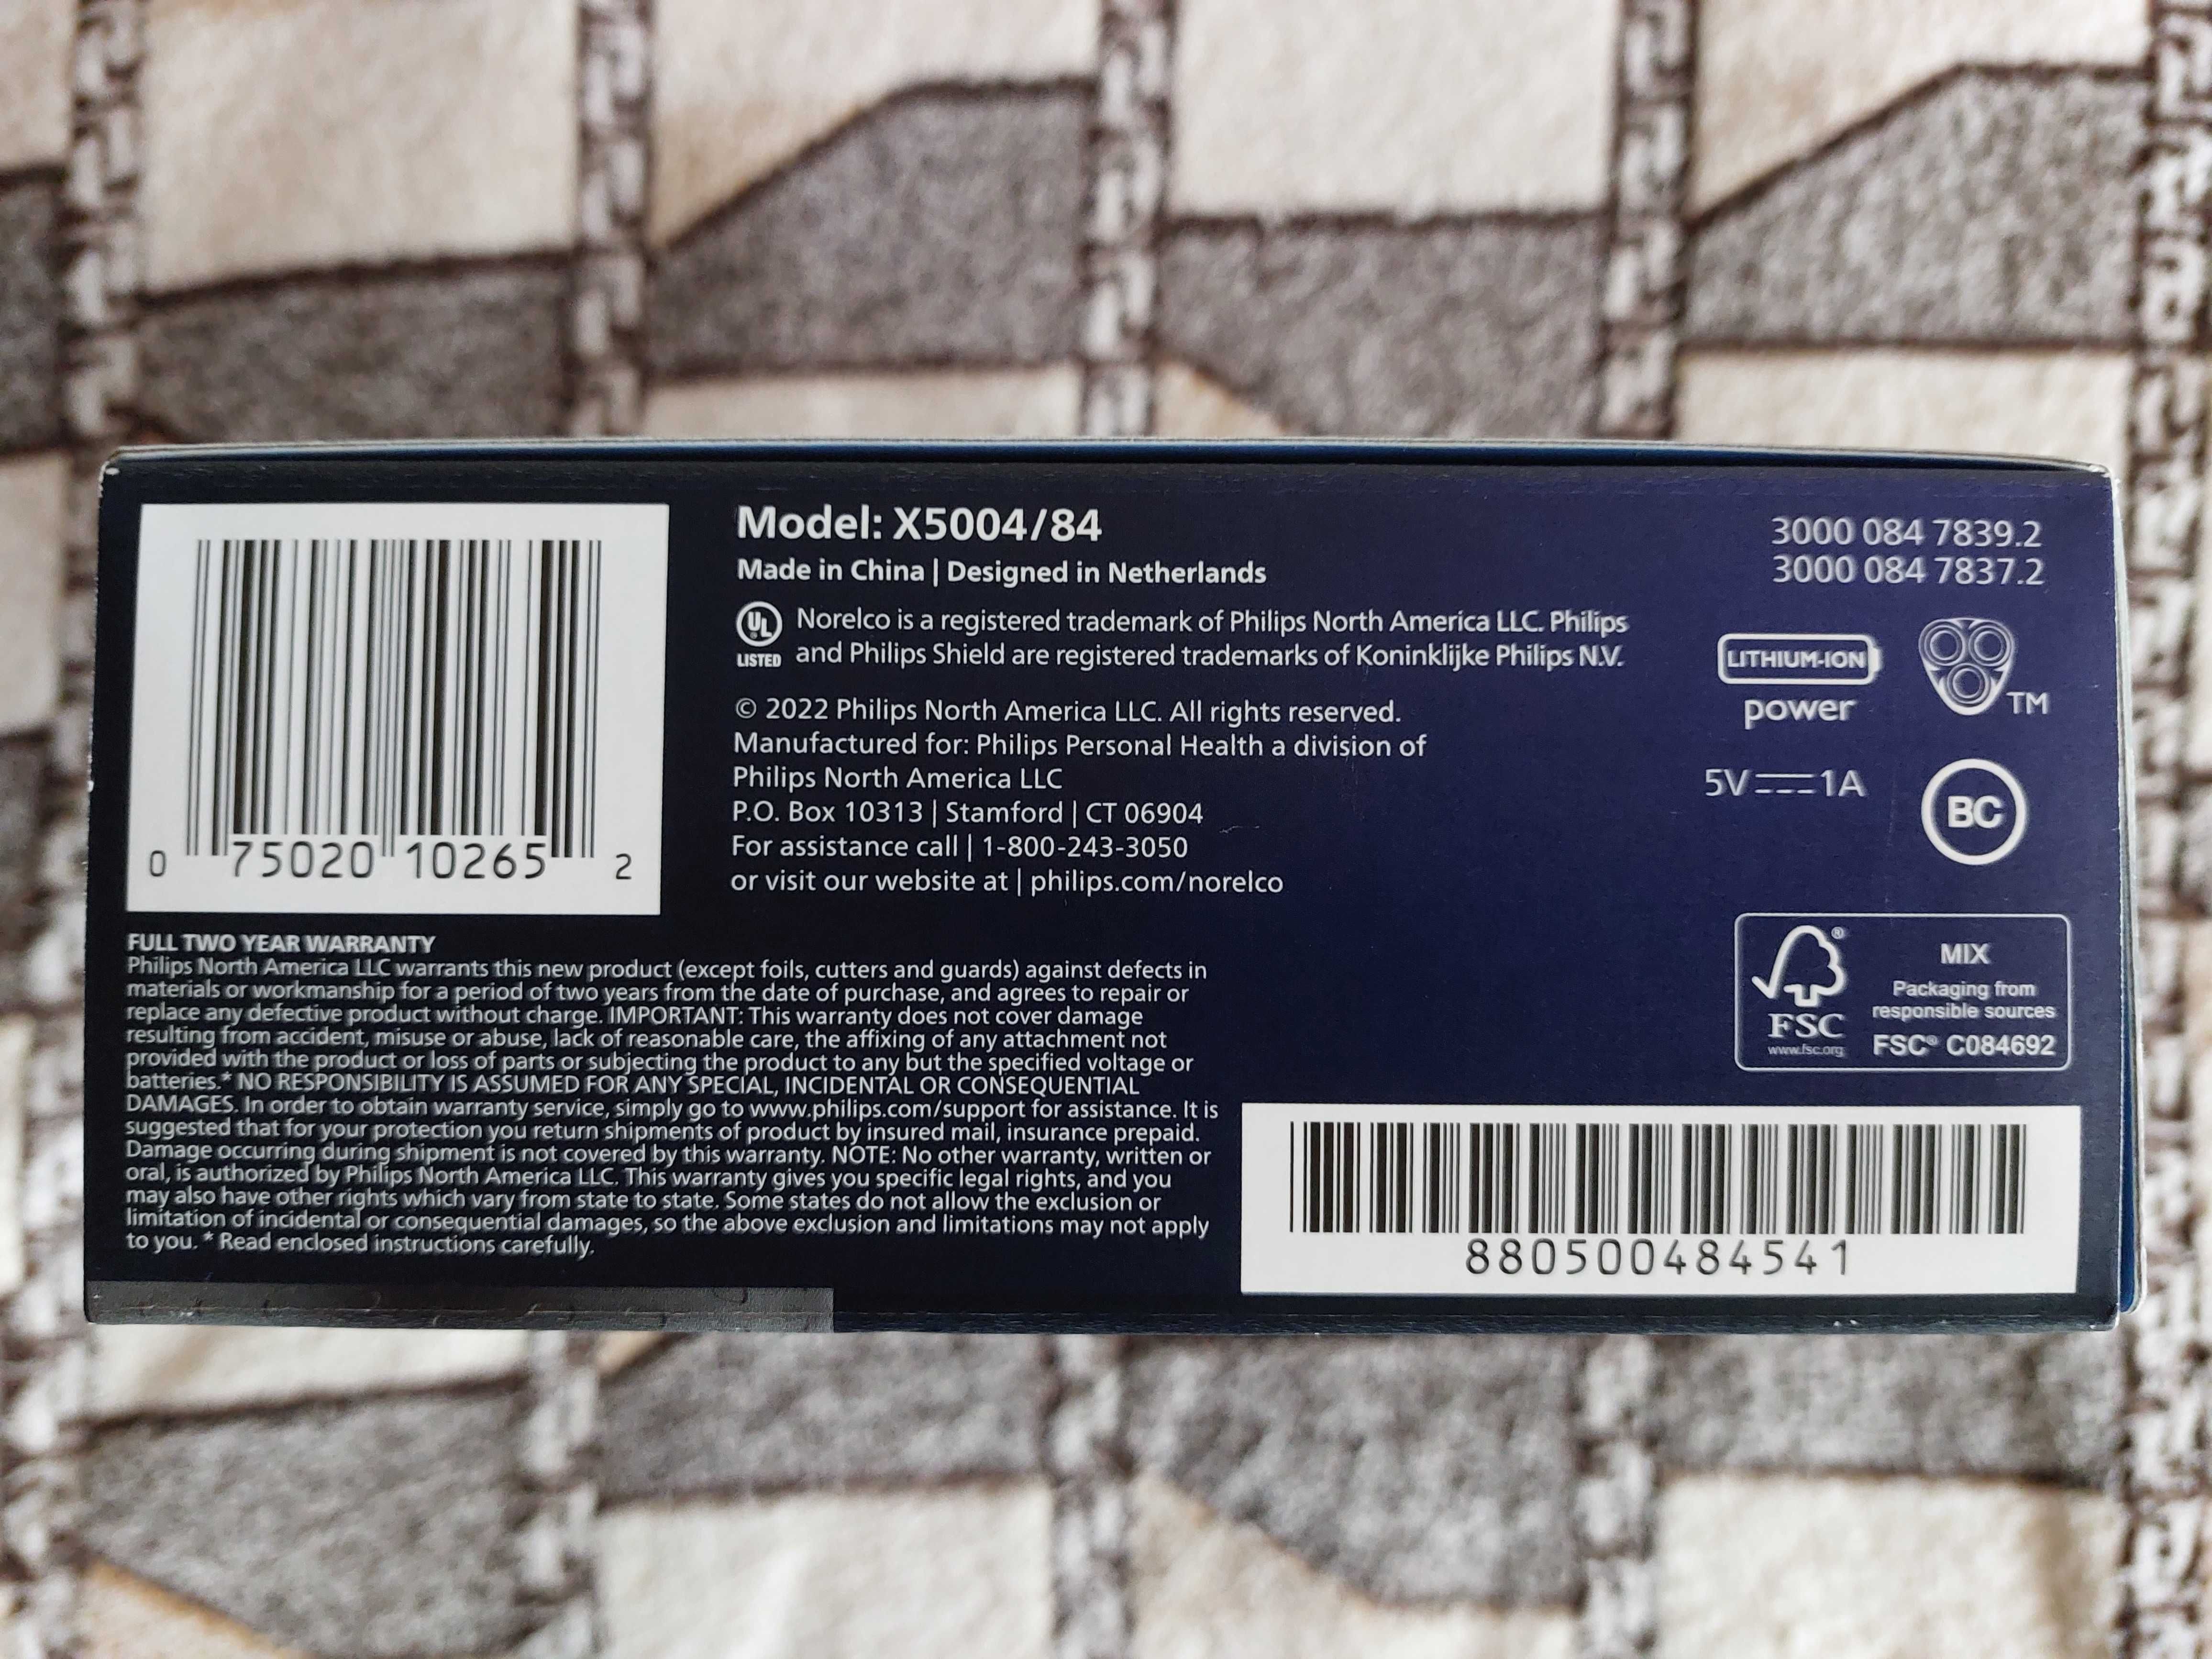 0 75020 10265 2
Model: X5004/84
Made in China | Designed in Netherlands
UL
LISTED
Norelco is a registered trademark of Philips North America LLC. Philips
and Philips Shield are registered trademarks of Koninklijke Philips N.V.
© 2022 Philips North America LLC. All rights reserved.
Manufactured for: Philips Personal Health a division of
Philips North America LLC
P.O. Box 10313 | Stamford | CT 06904
For assistance call | 1-800-243-3050
or visit our website at | philips.com/norelco
3000 084 7839.2
3000 084 7837.2
LITHIUM-ION
power
TM
5V⎓1A
BC
FULL TWO YEAR WARRANTY
Philips North America LLC warrants this new product (except foils, cutters and guards) against defects in
materials or workmanship for a period of two years from the date of purchase, and agrees to repair or
replace any defective product without charge. IMPORTANT: This warranty does not cover damage
resulting from accident, misuse or abuse, lack of reasonable care, the affixing of any attachment not
provided with the product or loss of parts or subjecting the product to any but the specified voltage or
batteries.* NO RESPONSIBILITY IS ASSUMED FOR ANY SPECIAL, INCIDENTAL OR CONSEQUENTIAL
DAMAGES. In order to obtain warranty service, simply go to www.philips.com/support for assistance. It is
suggested that for your protection you return shipments of product by insured mail, insurance prepaid.
Damage occurring during shipment is not covered by this warranty. NOTE: No other warranty, written or
oral, is authorized by Philips North America LLC. This warranty gives you specific legal rights, and you
may also have other rights which vary from state to state. Some states do not allow the exclusion or
limitation of incidental or consequential damages, so the above exclusion and limitations may not apply
to you. * Read enclosed instructions carefully.
®
FSC
www.fsc.org
MIX
Packaging from
responsible sources
FSC® C084692
880500484541